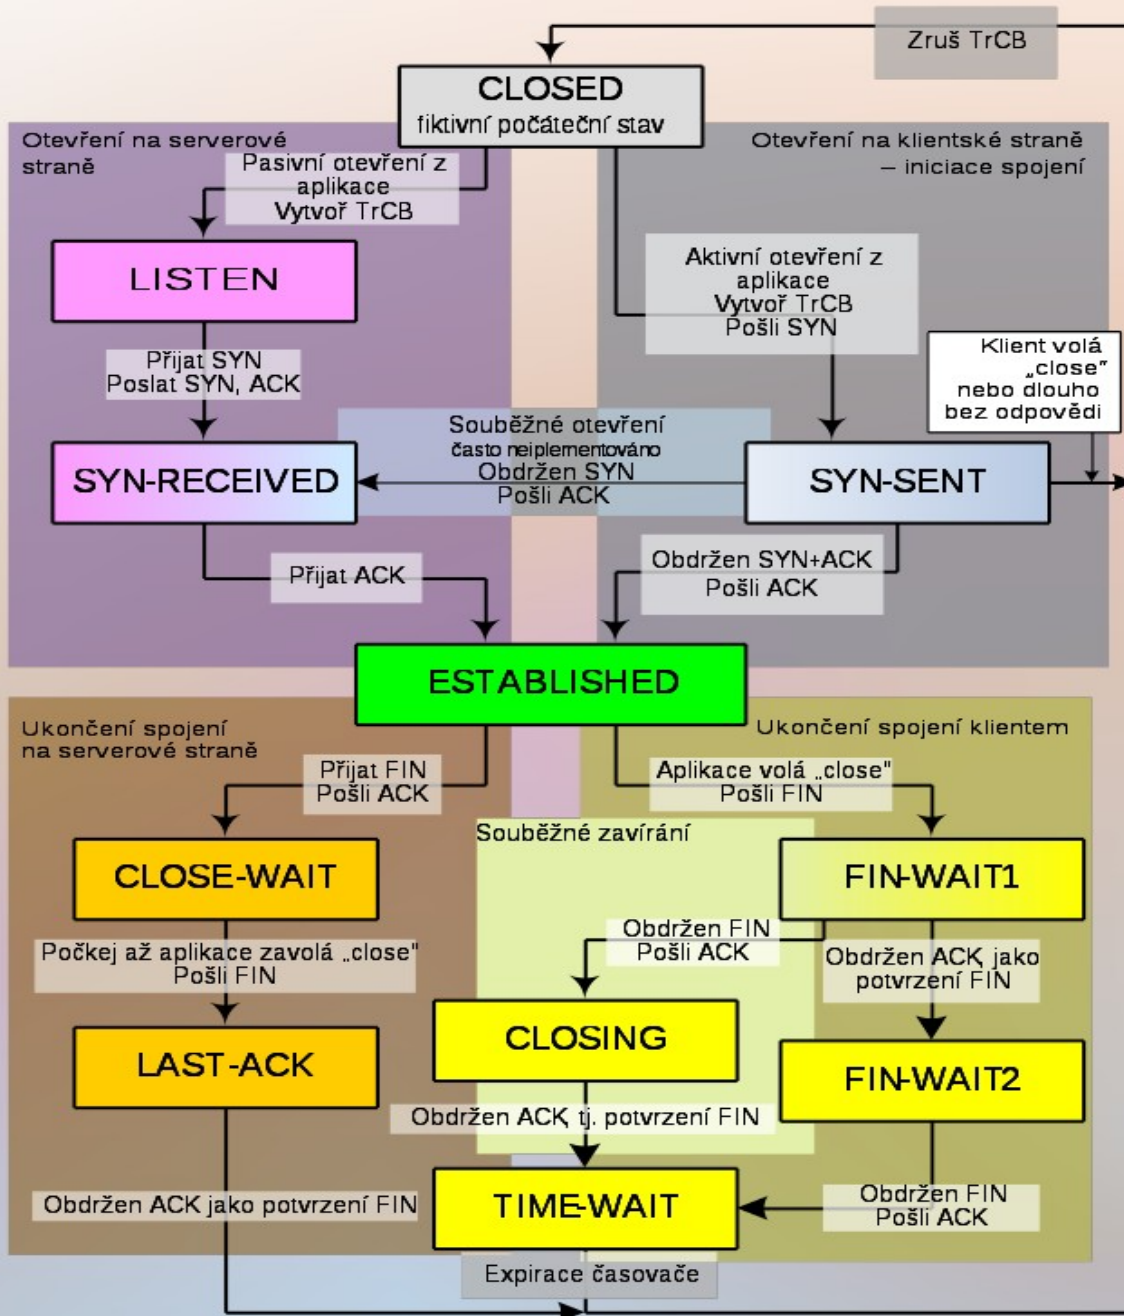 Zruš TrCB
CLOSED
fiktivní počáteční stav
Otevření na serverové
straně
Otevření na klientské straně
– iniciace spojení
Pasivní otevření z
aplikace
Vytvoř TrCB
LISTEN
Aktivní otevření z
aplikace
Vytvoř TrCB
Pošli SYN
Přijat SYN
Poslat SYN, ACK
Klient volá
„close"
nebo dlouho
bez odpovědi
Souběžné otevření
často neiplementováno
Obdržen SYN
Pošli ACK
SYN-RECEIVED
SYN-SENT
Přijat ACK
Obdržen SYN+ACK
Pošli ACK
ESTABLISHED
Ukončení spojení
na serverové straně
Ukončení spojení klientem
Přijat FIN
Pošli ACK
Aplikace volá „close"
Pošli FIN
Souběžné zavírání
CLOSE-WAIT
FIN-WAIT1
Počkej až aplikace zavolá „close"
Pošli FIN
Obdržen FIN
Pošli ACK
Obdržen ACK, jako
potvrzení FIN
LAST-ACK
CLOSING
FIN-WAIT2
Obdržen ACK, tj. potvrzení FIN
Obdržen ACK jako potvrzení FIN
TIME-WAIT
Obdržen FIN
Pošli ACK
Expirace časovače